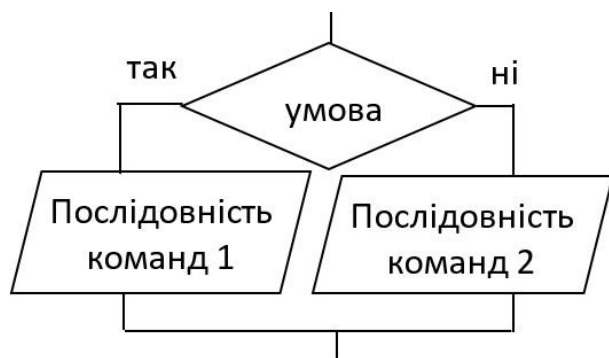 так
ні
умова
Послідовність
команд 1
Послідовність
команд 2